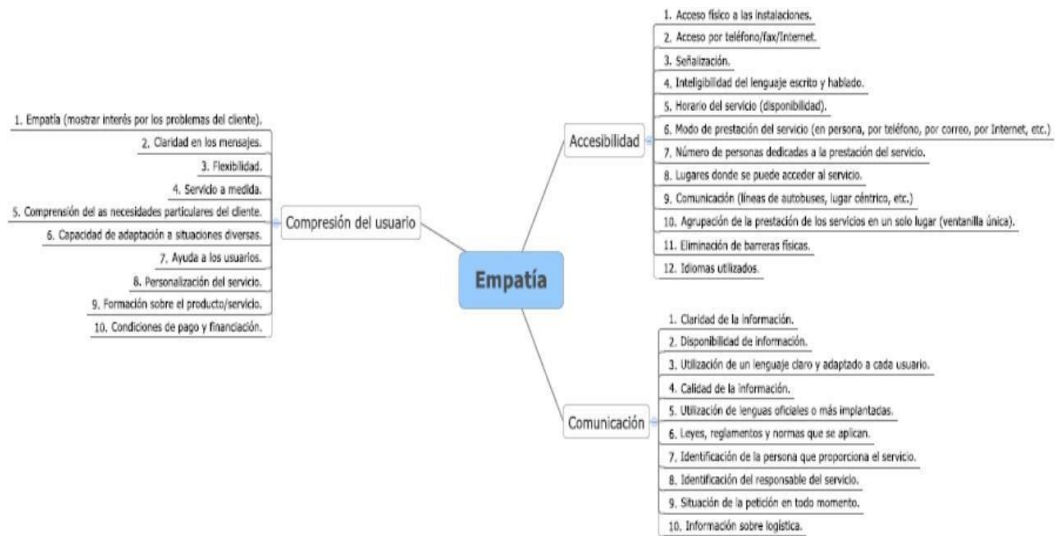 Empatía
Compresión del usuario
1. Empatía (mostrar interés por los problemas del cliente).
2. Claridad en los mensajes.
3. Flexibilidad.
4. Servicio a medida.
5. Comprensión del as necesidades particulares del cliente.
6. Capacidad de adaptación a situaciones diversas.
7. Ayuda a los usuarios.
8. Personalización del servicio.
9. Formación sobre el producto/servicio.
10. Condiciones de pago y financiación.
Accesibilidad
1. Acceso físico a las instalaciones.
2. Acceso por teléfono/fax/Internet.
3. Señalización.
4. Inteligibilidad del lenguaje escrito y hablado.
5. Horario del servicio (disponibilidad).
6. Modo de prestación del servicio (en persona, por teléfono, por correo, por Internet, etc.)
7. Número de personas dedicadas a la prestación del servicio.
8. Lugares donde se puede acceder al servicio.
9. Comunicación (líneas de autobuses, lugar céntrico, etc.)
10. Agrupación de la prestación de los servicios en un solo lugar (ventanilla única).
11. Eliminación de barreras físicas.
12. Idiomas utilizados.
Comunicación
1. Claridad de la información.
2. Disponibilidad de información.
3. Utilización de un lenguaje claro y adaptado a cada usuario.
4. Calidad de la información.
5. Utilización de lenguas oficiales o más implantadas.
6. Leyes, reglamentos y normas que se aplican.
7. Identificación de la persona que proporciona el servicio.
8. Identificación del responsable del servicio.
9. Situación de la petición en todo momento.
10. Información sobre logística.